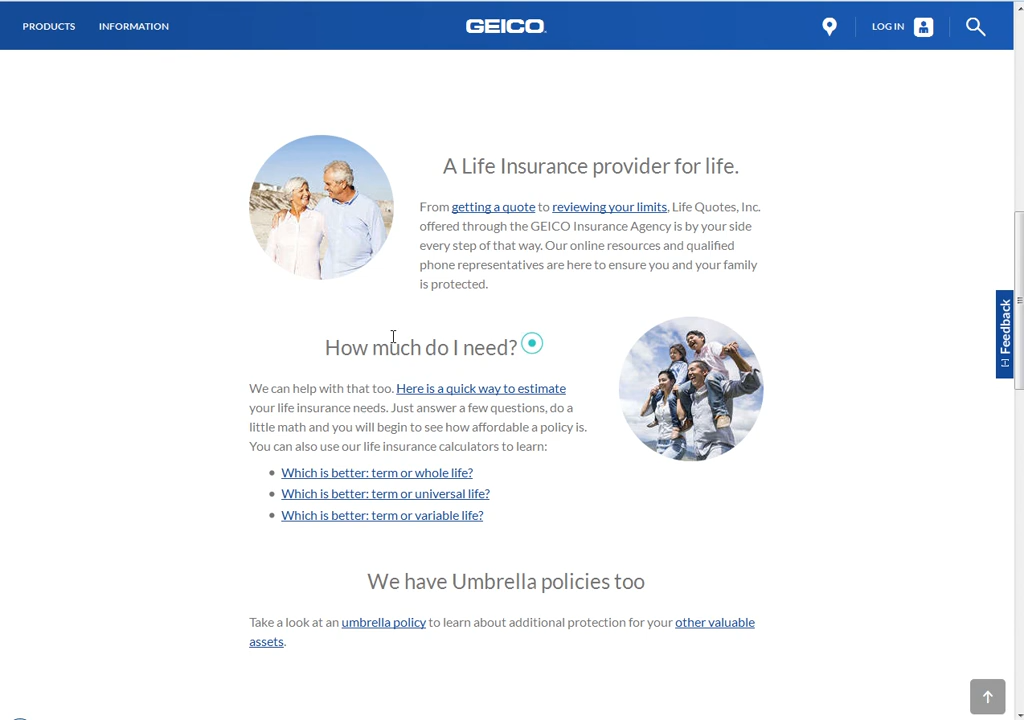 PRODUCTS
INFORMATION
GEICO
LOG IN
A Life Insurance provider for life.
From getting a quote to reviewing your limits, Life Quotes, Inc.
offered through the GEICO Insurance Agency is by your side
every step of that way. Our online resources and qualified
phone representatives are here to ensure you and your family
is protected.
Feedback
How much do I need?
We can help with that too. Here is a quick way to estimate
your life insurance needs. Just answer a few questions, do a
little math and you will begin to see how affordable a policy is.
You can also use our life insurance calculators to learn:
• Which is better: term or whole life?
• Which is better: term or universal life?
• Which is better: term or variable life?
We have Umbrella policies too
Take a look at an umbrella policy to learn about additional protection for your other valuable
assets.